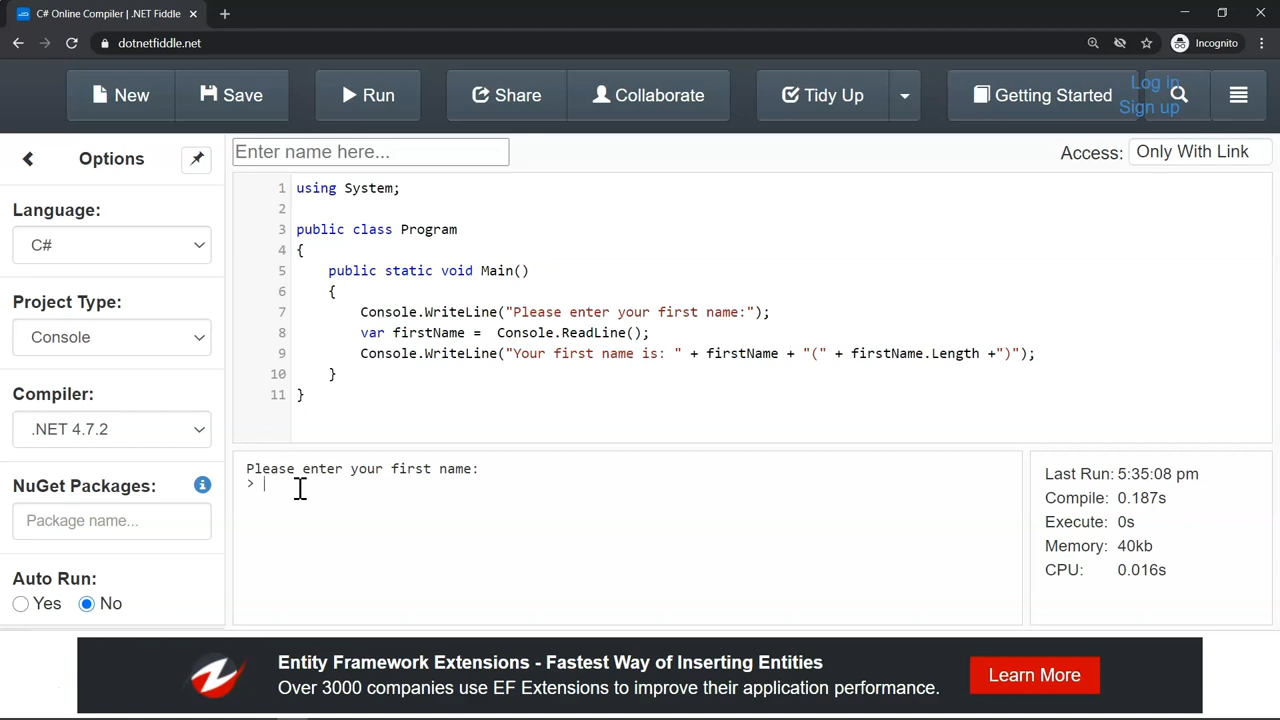 C# Online Compiler | .NET Fiddle
dotnetfiddle.net
Incognito
New
Save
Run
Share
Collaborate
Tidy Up
Getting Started
Log in
Sign up
Options
Enter name here...
Access:
Only With Link
Language:
C#
Project Type:
Console
Compiler:
.NET 4.7.2
NuGet Packages:
Package name...
Auto Run:
Yes
No
1 using System;
2
3 public class Program
4 {
5 public static void Main()
6 {
7 Console.WriteLine("Please enter your first name:");
8 var firstName =  Console.ReadLine();
9 Console.WriteLine("Your first name is: " + firstName + "(" + firstName.Length +")");
10 }
11 }
Please enter your first name:
>
Last Run: 5:35:08 pm
Compile: 0.187s
Execute: 0s
Memory: 40kb
CPU: 0.016s
Entity Framework Extensions - Fastest Way of Inserting Entities
Over 3000 companies use EF Extensions to improve their application performance.
Learn More